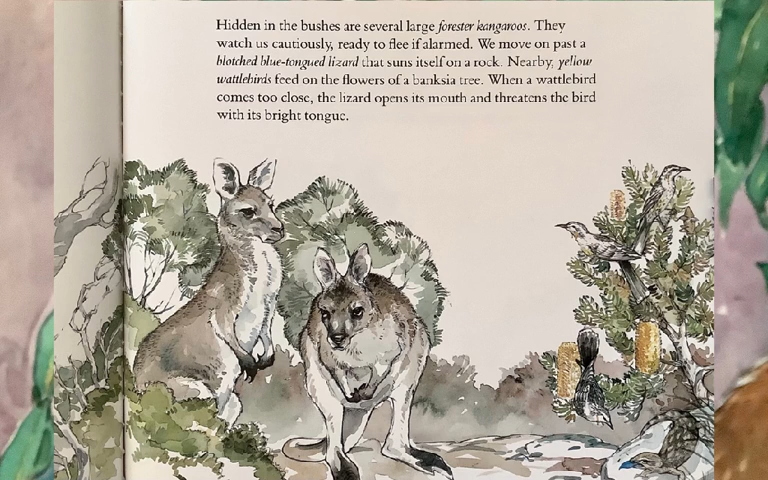 Hidden in the bushes are several large forester kangaroos. They
watch us cautiously, ready to flee if alarmed. We move on past a
blotched blue-tongued lizard that suns itself on a rock. Nearby, yellow
wattlebirds feed on the flowers of a banksia tree. When a wattlebird
comes too close, the lizard opens its mouth and threatens the bird
with its bright tongue.